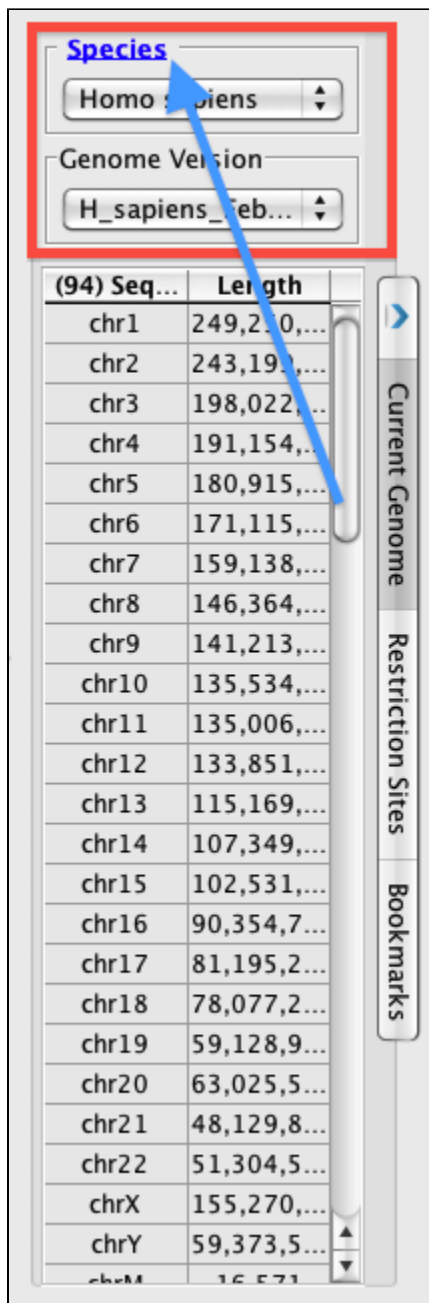 Species
Homo sapiens
Genome Version
H_sapiens_Feb...
(94) Seq... Length
chr1 249,250,...
chr2 243,199,...
chr3 198,022,...
chr4 191,154,...
chr5 180,915,...
chr6 171,115,...
chr7 159,138,...
chr8 146,364,...
chr9 141,213,...
chr10 135,534,...
chr11 135,006,...
chr12 133,851,...
chr13 115,169,...
chr14 107,349,...
chr15 102,531,...
chr16 90,354,7...
chr17 81,195,2...
chr18 78,077,2...
chr19 59,128,9...
chr20 63,025,5...
chr21 48,129,8...
chr22 51,304,5...
chrX 155,270,...
chrY 59,373,5...
chrM 16,571
Current Genome
Restriction Sites
Bookmarks